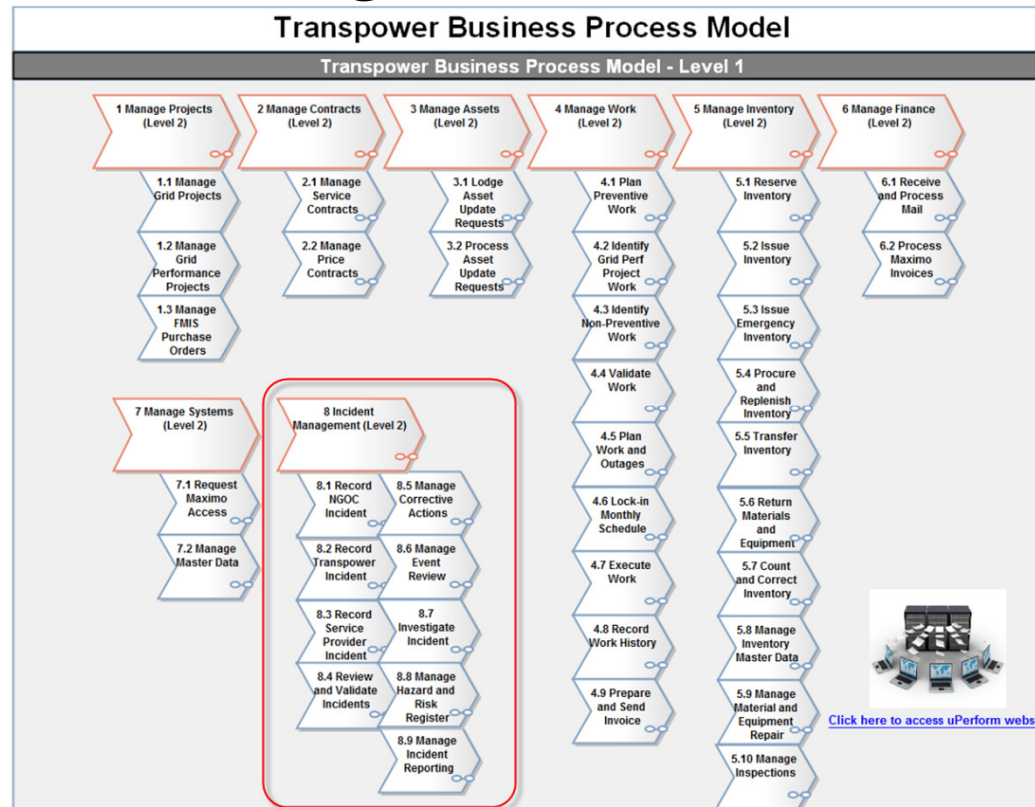 Transpower Business Process Model
Transpower Business Process Model - Level 1
1 Manage Projects
(Level 2)
1.1 Manage
Grid Projects
1.2 Manage
Grid
Performance
Projects
1.3 Manage
FMIS
Purchase
Orders
2 Manage Contracts
(Level 2)
2.1 Manage
Service
Contracts
2.2 Manage
Price
Contracts
3 Manage Assets
(Level 2)
3.1 Lodge
Asset
Update
Requests
3.2 Process
Asset
Update
Requests
4 Manage Work
(Level 2)
4.1 Plan
Preventive
Work
4.2 Identify
Grid Perf
Project
Work
4.3 Identify
Non-Preventive
Work
4.4 Validate
Work
4.5 Plan
Work and
Outages
4.6 Lock-in
Monthly
Schedule
4.7 Execute
Work
4.8 Record
Work History
4.9 Prepare
and Send
Invoice
5 Manage Inventory
(Level 2)
5.1 Reserve
Inventory
5.2 Issue
Inventory
5.3 Issue
Emergency
Inventory
5.4 Procure
and
Replenish
Inventory
5.5 Transfer
Inventory
5.6 Return
Materials
and
Equipment
5.7 Count
and Correct
Inventory
5.8 Manage
Inventory
Master Data
5.9 Manage
Material and
Equipment
Repair
5.10 Manage
Inspections
6 Manage Finance
(Level 2)
6.1 Receive
and Process
Mail
6.2 Process
Maximo
Invoices
7 Manage Systems
(Level 2)
7.1 Request
Maximo
Access
7.2 Manage
Master Data
8 Incident
Management (Level 2)
8.1 Record
NGOC
Incident
8.2 Record
Transpower
Incident
8.3 Record
Service
Provider
Incident
8.4 Review
and Validate
Incidents
8.5 Manage
Corrective
Actions
8.6 Manage
Event
Review
8.7
Investigate
Incident
8.8 Manage
Hazard and
Risk
Register
8.9 Manage
Incident
Reporting
Click here to access uPerform webs